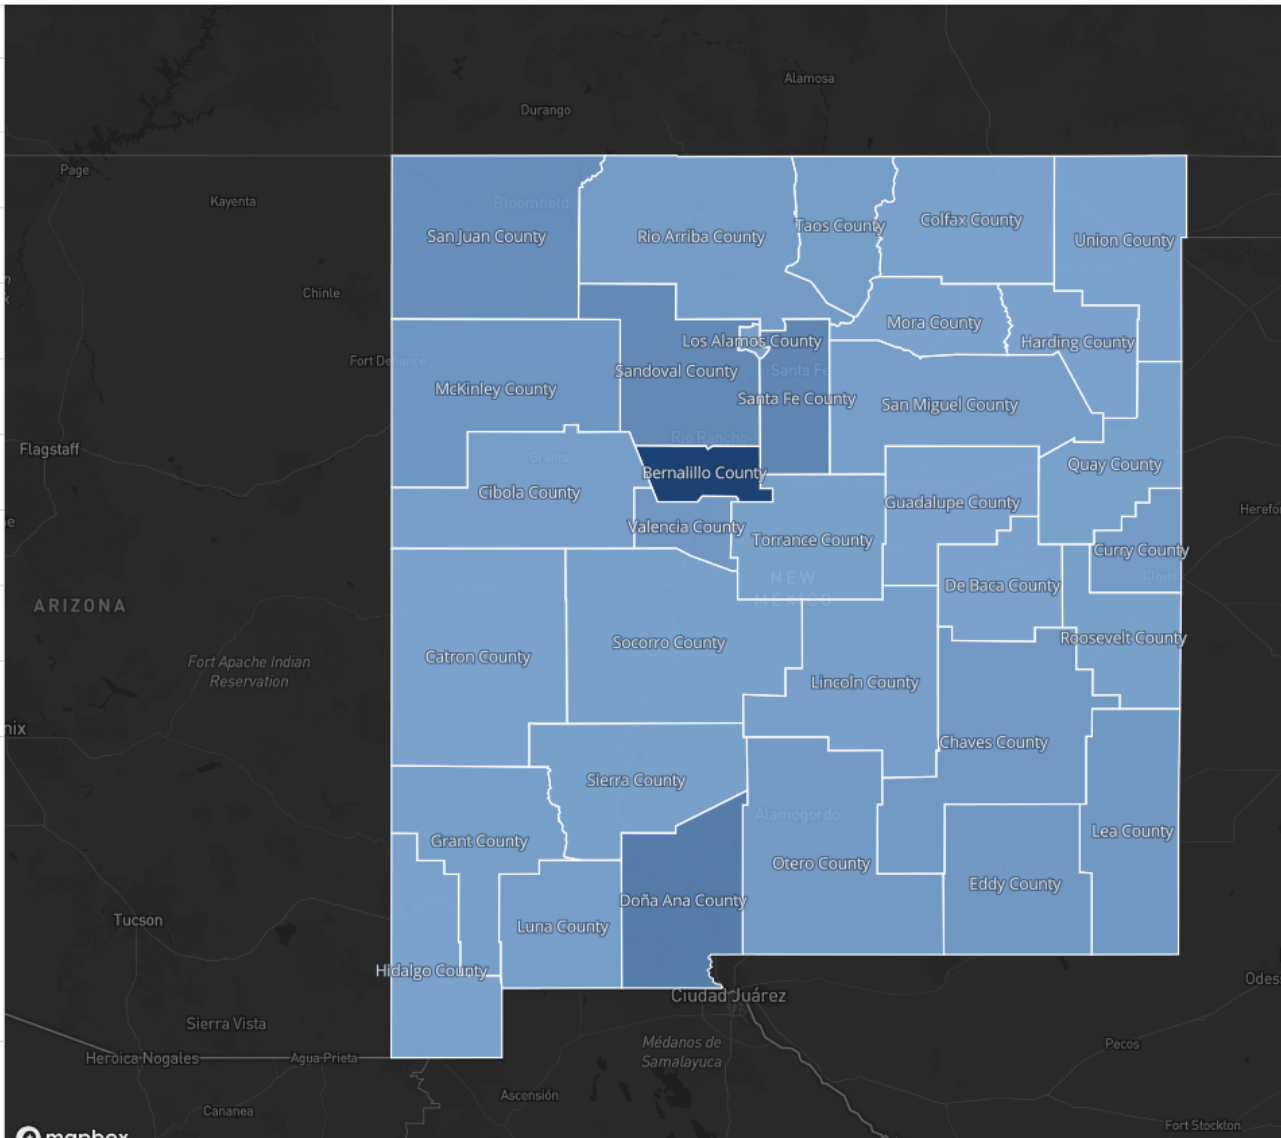 Alamosa
Durango
Page
Kayenta
Bloomfield
San Juan County
Rio Arriba County
Taos County
Colfax County
Union County
Chinle
Mora County
Harding County
Los Alamos County
Fort Defiance
Sandoval County
Santa Fe
McKinley County
Santa Fe County
San Miguel County
Flagstaff
Rio Rancho
Grants
Bernalillo County
Quay County
Cibola County
Guadalupe County
Herefo
Valencia County
Torrance County
Curry County
NEW
MEXICO
Clovis
De Baca County
ARIZONA
Socorro County
Roosevelt County
Catron County
Fort Apache Indian
Reservation
Lincoln County
nix
Chaves County
Sierra County
Alamogordo
Grant County
Lea County
Otero County
Eddy County
Doña Ana County
Tucson
Luna County
Hidalgo County
Odes
Ciudad Juárez
Sierra Vista
Médanos de
Samalayuca
Pecos
Heroica Nogales
Agua Prieta
Ascensión
Cananea
Fort Stockton
mapbox